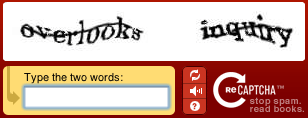 overlooks inquiry
Type the two words:
ReCAPTCHA™
stop spam.
read books.